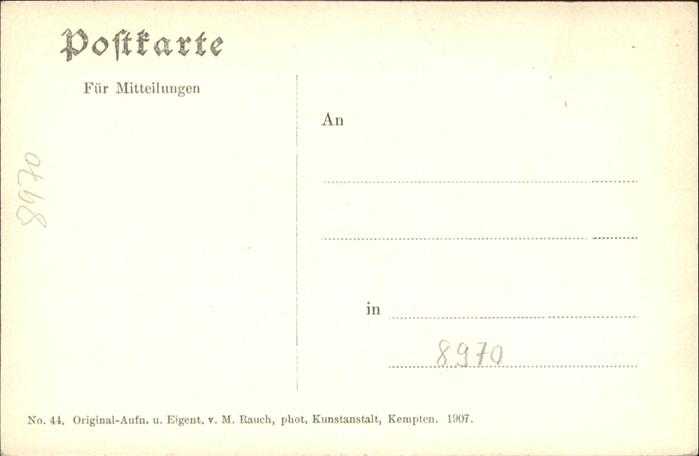 Postkarte
Für Mitteilungen
An
in
8970
8970
No. 44. Original-Aufn. u. Eigent. v. M. Rauch, phot. Kunstanstalt, Kempten. 1907.